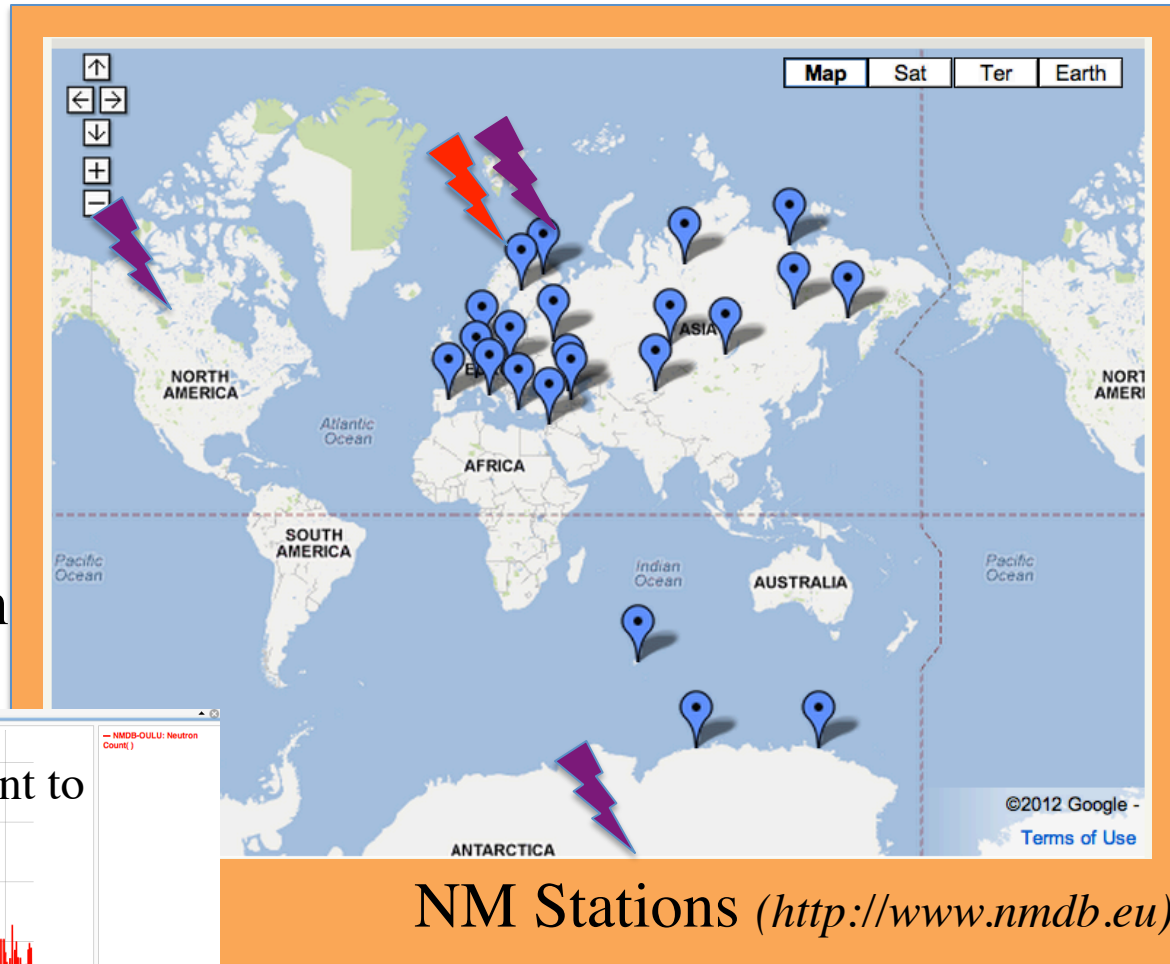 Map Sat Ter Earth
NORTH
AMERICA
NORT
AMERI
ASIA
Atlantic
Ocean
AFRICA
SOUTH
AMERICA
Pacific
Ocean
Indian
Ocean
AUSTRALIA
Pacific
Ocean
n
— NMDB-OULU: Neutron
Count( )
nt to
ANTARCTICA
©2012 Google -
Terms of Use
NM Stations (http://www.nmdb.eu)